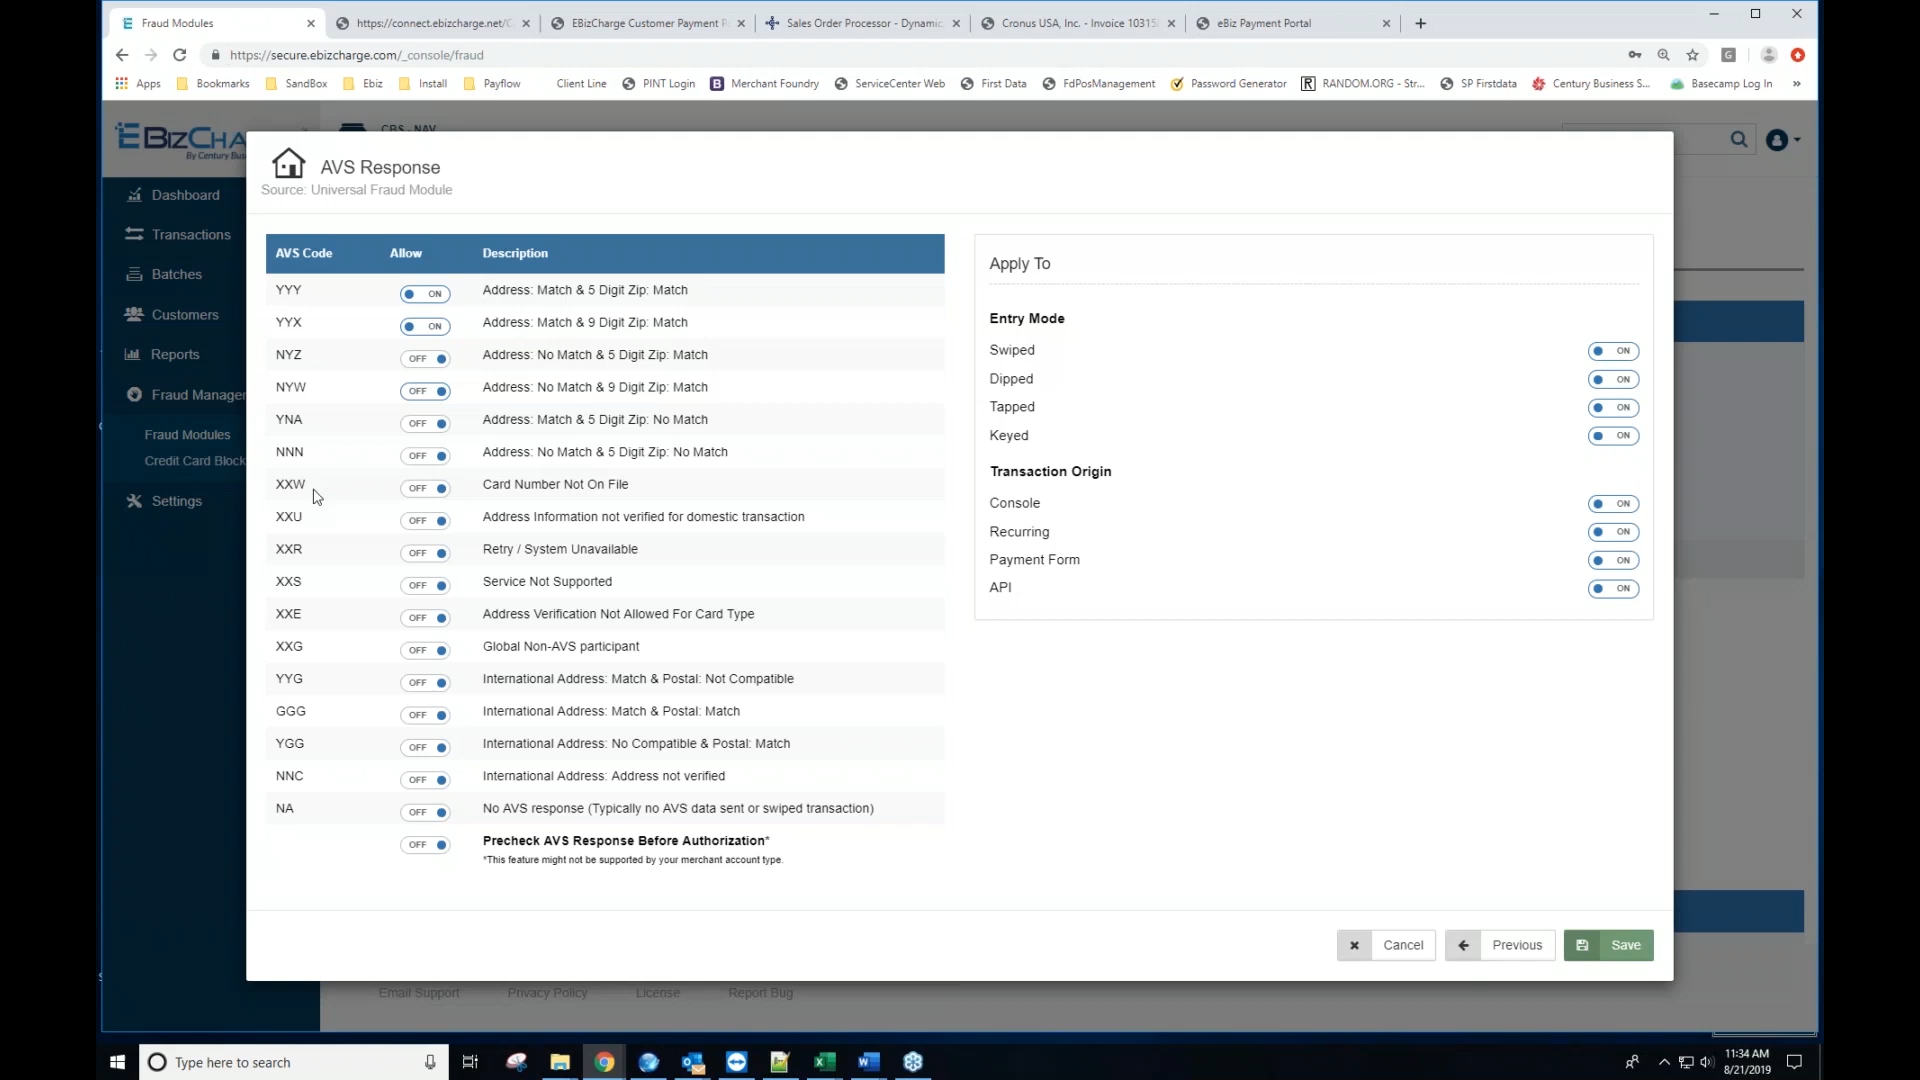 Fraud Modules
https://connect.ebizcharge.net/
EBizCharge Customer Payment
Sales Order Processor - Dynamic
Cronus USA, Inc. - Invoice 10315
eBiz Payment Portal
https://secure.ebizcharge.com/_console/fraud
Apps
Bookmarks
SandBox
Ebiz
Install
Payflow
Client Line
PINT Login
Merchant Foundry
ServiceCenter Web
First Data
FdPosManagement
Password Generator
RANDOM.ORG - Str...
SP Firstdata
Century Business S...
Basecamp Log In
»
EBIZCHA
By Century Bus
CBS - NAV
Dashboard
Transactions
Batches
Customers
Reports
Fraud Manager
Fraud Modules
Credit Card Block
Settings
AVS Response
Source: Universal Fraud Module
AVS Code Allow Description
YYY ON Address: Match & 5 Digit Zip: Match
YYX ON Address: Match & 9 Digit Zip: Match
NYZ OFF Address: No Match & 5 Digit Zip: Match
NYW OFF Address: No Match & 9 Digit Zip: Match
YNA OFF Address: Match & 5 Digit Zip: No Match
NNN OFF Address: No Match & 5 Digit Zip: No Match
XXW OFF Card Number Not On File
XXU OFF Address Information not verified for domestic transaction
XXR OFF Retry / System Unavailable
XXS OFF Service Not Supported
XXE OFF Address Verification Not Allowed For Card Type
XXG OFF Global Non-AVS participant
YYG OFF International Address: Match & Postal: Not Compatible
GGG OFF International Address: Match & Postal: Match
YGG OFF International Address: No Compatible & Postal: Match
NNC OFF International Address: Address not verified
NA OFF No AVS response (Typically no AVS data sent or swiped transaction)
OFF Precheck AVS Response Before Authorization*
*This feature might not be supported by your merchant account type.
Apply To
Entry Mode
Swiped ON
Dipped ON
Tapped ON
Keyed ON
Transaction Origin
Console ON
Recurring ON
Payment Form ON
API ON
Cancel
Previous
Save
Email Support
Privacy Policy
License
Report Bug
Type here to search
11:34 AM
8/21/2019